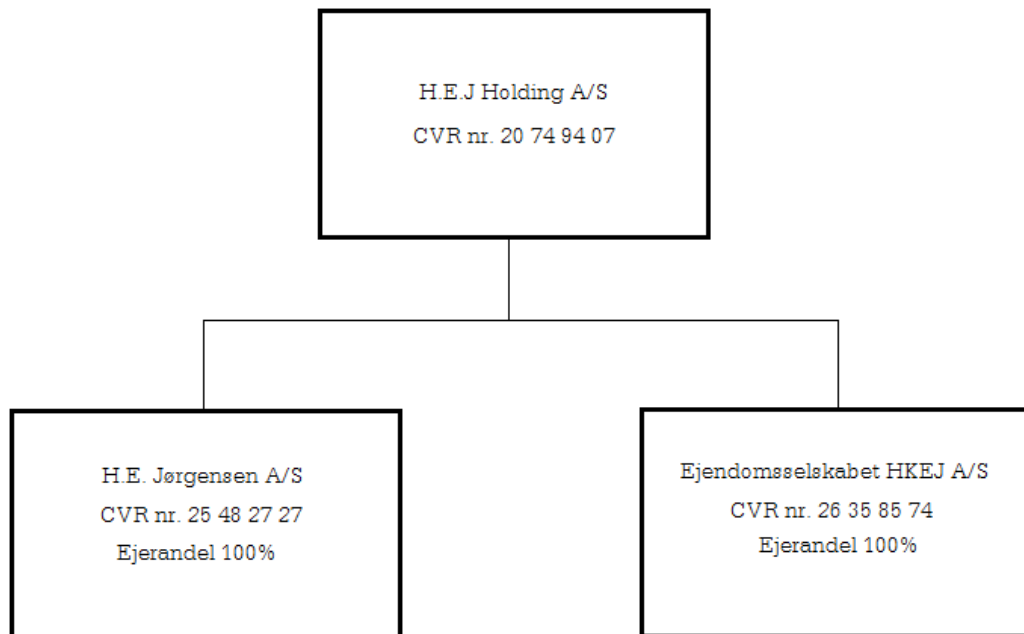 H.E.J Holding A/S
CVR nr. 20 74 94 07
H.E. Jørgensen A/S
CVR nr. 25 48 27 27
Ejerandel 100%
Ejendomsselskabet HKEJ A/S
CVR nr. 26 35 85 74
Ejerandel 100%